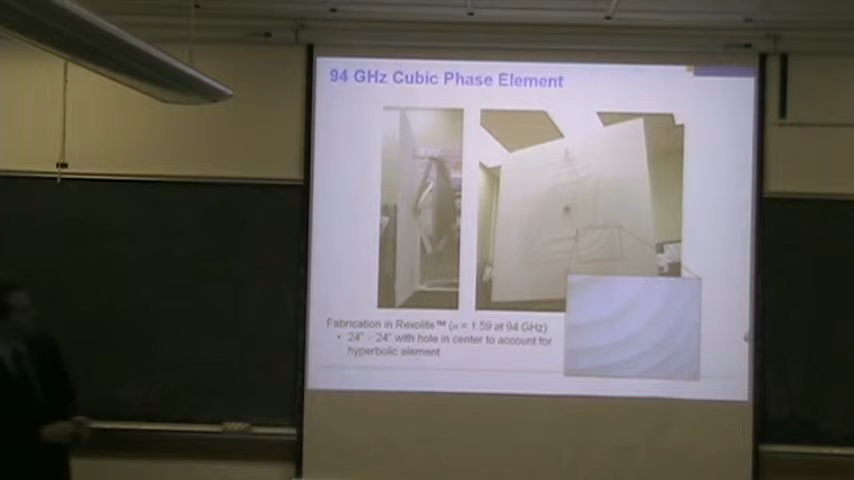 94 GHz Cubic Phase Element
Fabrication in Rexolite™ (n = 1.59 at 94 GHz)
• 24" 24" with hole in center to account for
hyperbolic element